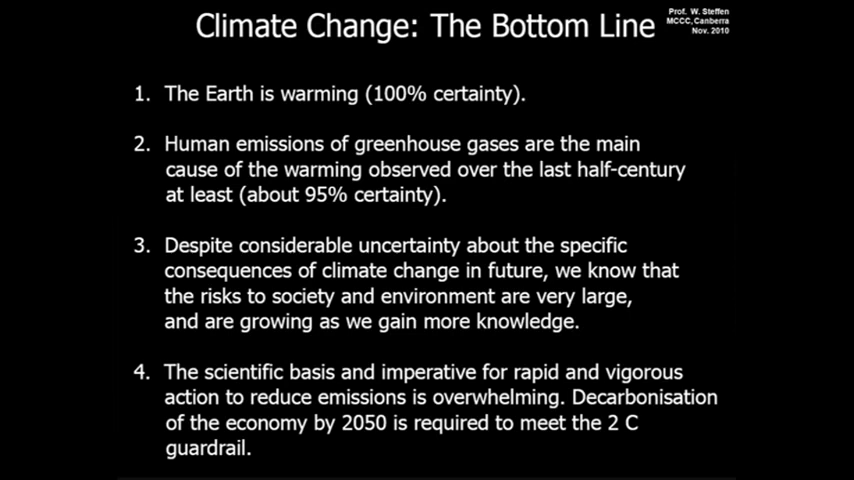 Climate Change: The Bottom Line
Prof. W. Steffen
MCCC, Canberra
Nov. 2010
1. The Earth is warming (100% certainty).
2. Human emissions of greenhouse gases are the main
cause of the warming observed over the last half-century
at least (about 95% certainty).
3. Despite considerable uncertainty about the specific
consequences of climate change in future, we know that
the risks to society and environment are very large,
and are growing as we gain more knowledge.
4. The scientific basis and imperative for rapid and vigorous
action to reduce emissions is overwhelming. Decarbonisation
of the economy by 2050 is required to meet the 2 C
guardrail.